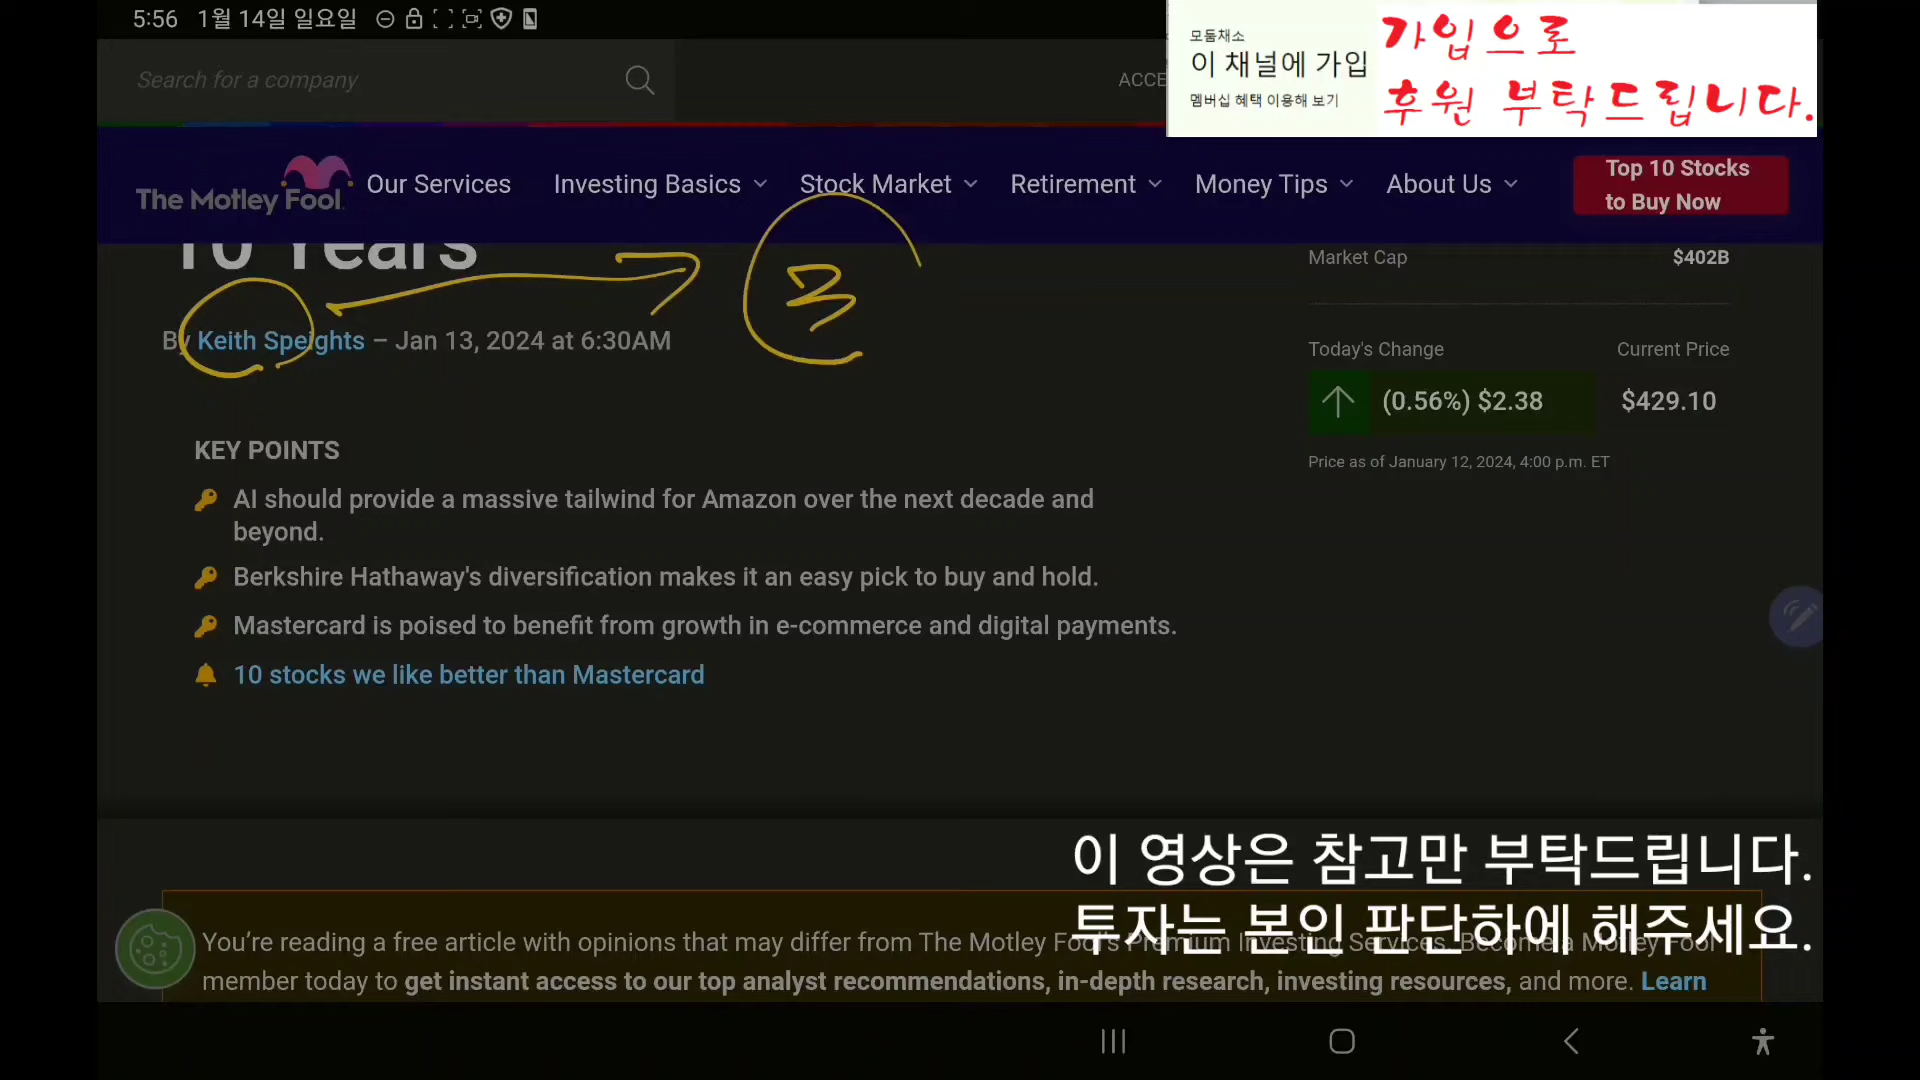 5:56 1월 14일 일요일
모둠채소
이 채널에 가입
멤버십 혜택 이용해 보기
가입으로
후원 부탁드립니다.
Search for a company
ACCE
The Motley Fool.
Our Services
Investing Basics
Stock Market
Retirement
Money Tips
About Us
Top 10 Stocks
to Buy Now
10 Years
3
By Keith Speights – Jan 13, 2024 at 6:30AM
Market Cap $402B
Today's Change Current Price
(0.56%) $2.38 $429.10
Price as of January 12, 2024, 4:00 p.m. ET
KEY POINTS
AI should provide a massive tailwind for Amazon over the next decade and
beyond.
Berkshire Hathaway's diversification makes it an easy pick to buy and hold.
Mastercard is poised to benefit from growth in e-commerce and digital payments.
10 stocks we like better than Mastercard
이 영상은 참고만 부탁드립니다.
투자는 본인 판단하에 해주세요.
You're reading a free article with opinions that may differ from The Motley Fool's Premium Investing Services. Become a Motley Fool
member today to get instant access to our top analyst recommendations, in-depth research, investing resources, and more. Learn